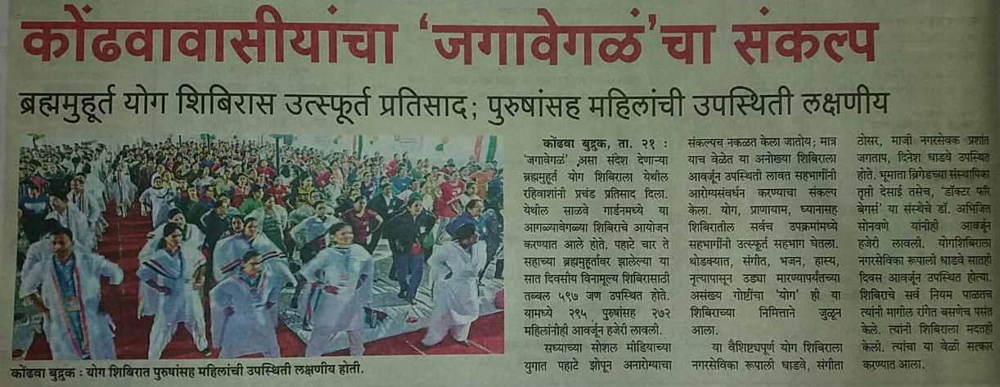 कोंढवावासीयांचा ‘जगावेगळं’चा संकल्प
ब्रह्ममुहूर्त योग शिबिरास उत्स्फूर्त प्रतिसाद; पुरुषांसह महिलांची उपस्थिती लक्षणीय
कोंढवा बुद्रुक : योग शिबिरात पुरुषांसह महिलांची उपस्थिती लक्षणीय होती.
कोंढवा बुद्रुक, ता. २१ :
‘जगावेगळं’ असा संदेश देणाऱ्या
ब्रह्ममुहूर्त योग शिबिराला येथील
रहिवाशांनी प्रचंड प्रतिसाद दिला.
येथील साळवे गार्डनमध्ये या
आगळ्यावेगळ्या शिबिराचे आयोजन
करण्यात आले होते. पहाटे चार ते
सहाच्या ब्रह्ममुहूर्तावर झालेल्या या
सात दिवसीय विनामूल्य शिबिरासाठी
तब्बल ५९७ जण उपस्थित होते.
यामध्ये २९५ पुरुषांसह २७२
महिलांनीही आवर्जून हजेरी लावली.
सध्याच्या सोशल मीडियाच्या
युगात पहाटे झोपून अनारोग्याचा
संकल्पच नकळत केला जातोय; मात्र
याच वेळेत या अनोख्या शिबिराला
आवर्जून उपस्थिती लावत सहभागींनी
आरोग्यसंवर्धन करण्याचा संकल्प
केला. योग, प्राणायाम, ध्यानासह
शिबिरातील सर्वच उपक्रमांमध्ये
सहभागींनी उत्स्फूर्त सहभाग घेतला.
थोडक्यात, संगीत, भजन, हास्य,
नृत्यापासून उड्या मारण्यापर्यंतच्या
असंख्य गोष्टींचा ‘योग’ ही या
शिबिराच्या निमित्ताने जुळून
आला.
या वैशिष्ट्यपूर्ण योग शिबिराला
नगरसेविका रूपाली धाडवे, संगीता
ठोसर, माजी नगरसेवक प्रशांत
जगताप, दिनेश धाडवे उपस्थित
होते. भूमाता ब्रिगेडच्या संस्थापिका
तृप्ती देसाई तसेच, ‘डॉक्टर फॉर
बेगर्स’ या संस्थेचे डॉ. अभिजित
सोनवणे यांनीही आवर्जून
हजेरी लावली. योगशिबिराला
नगरसेविका रूपाली धाडवे सातही
दिवस आवर्जून उपस्थित होत्या.
शिबिराचे सर्व नियम पाळतच
त्यांनी मागील रांगेत बसणेच पसंत
केले. त्यांनी शिबिराला मदतही
केली. त्यांचा या वेळी सत्कार
करण्यात आला.